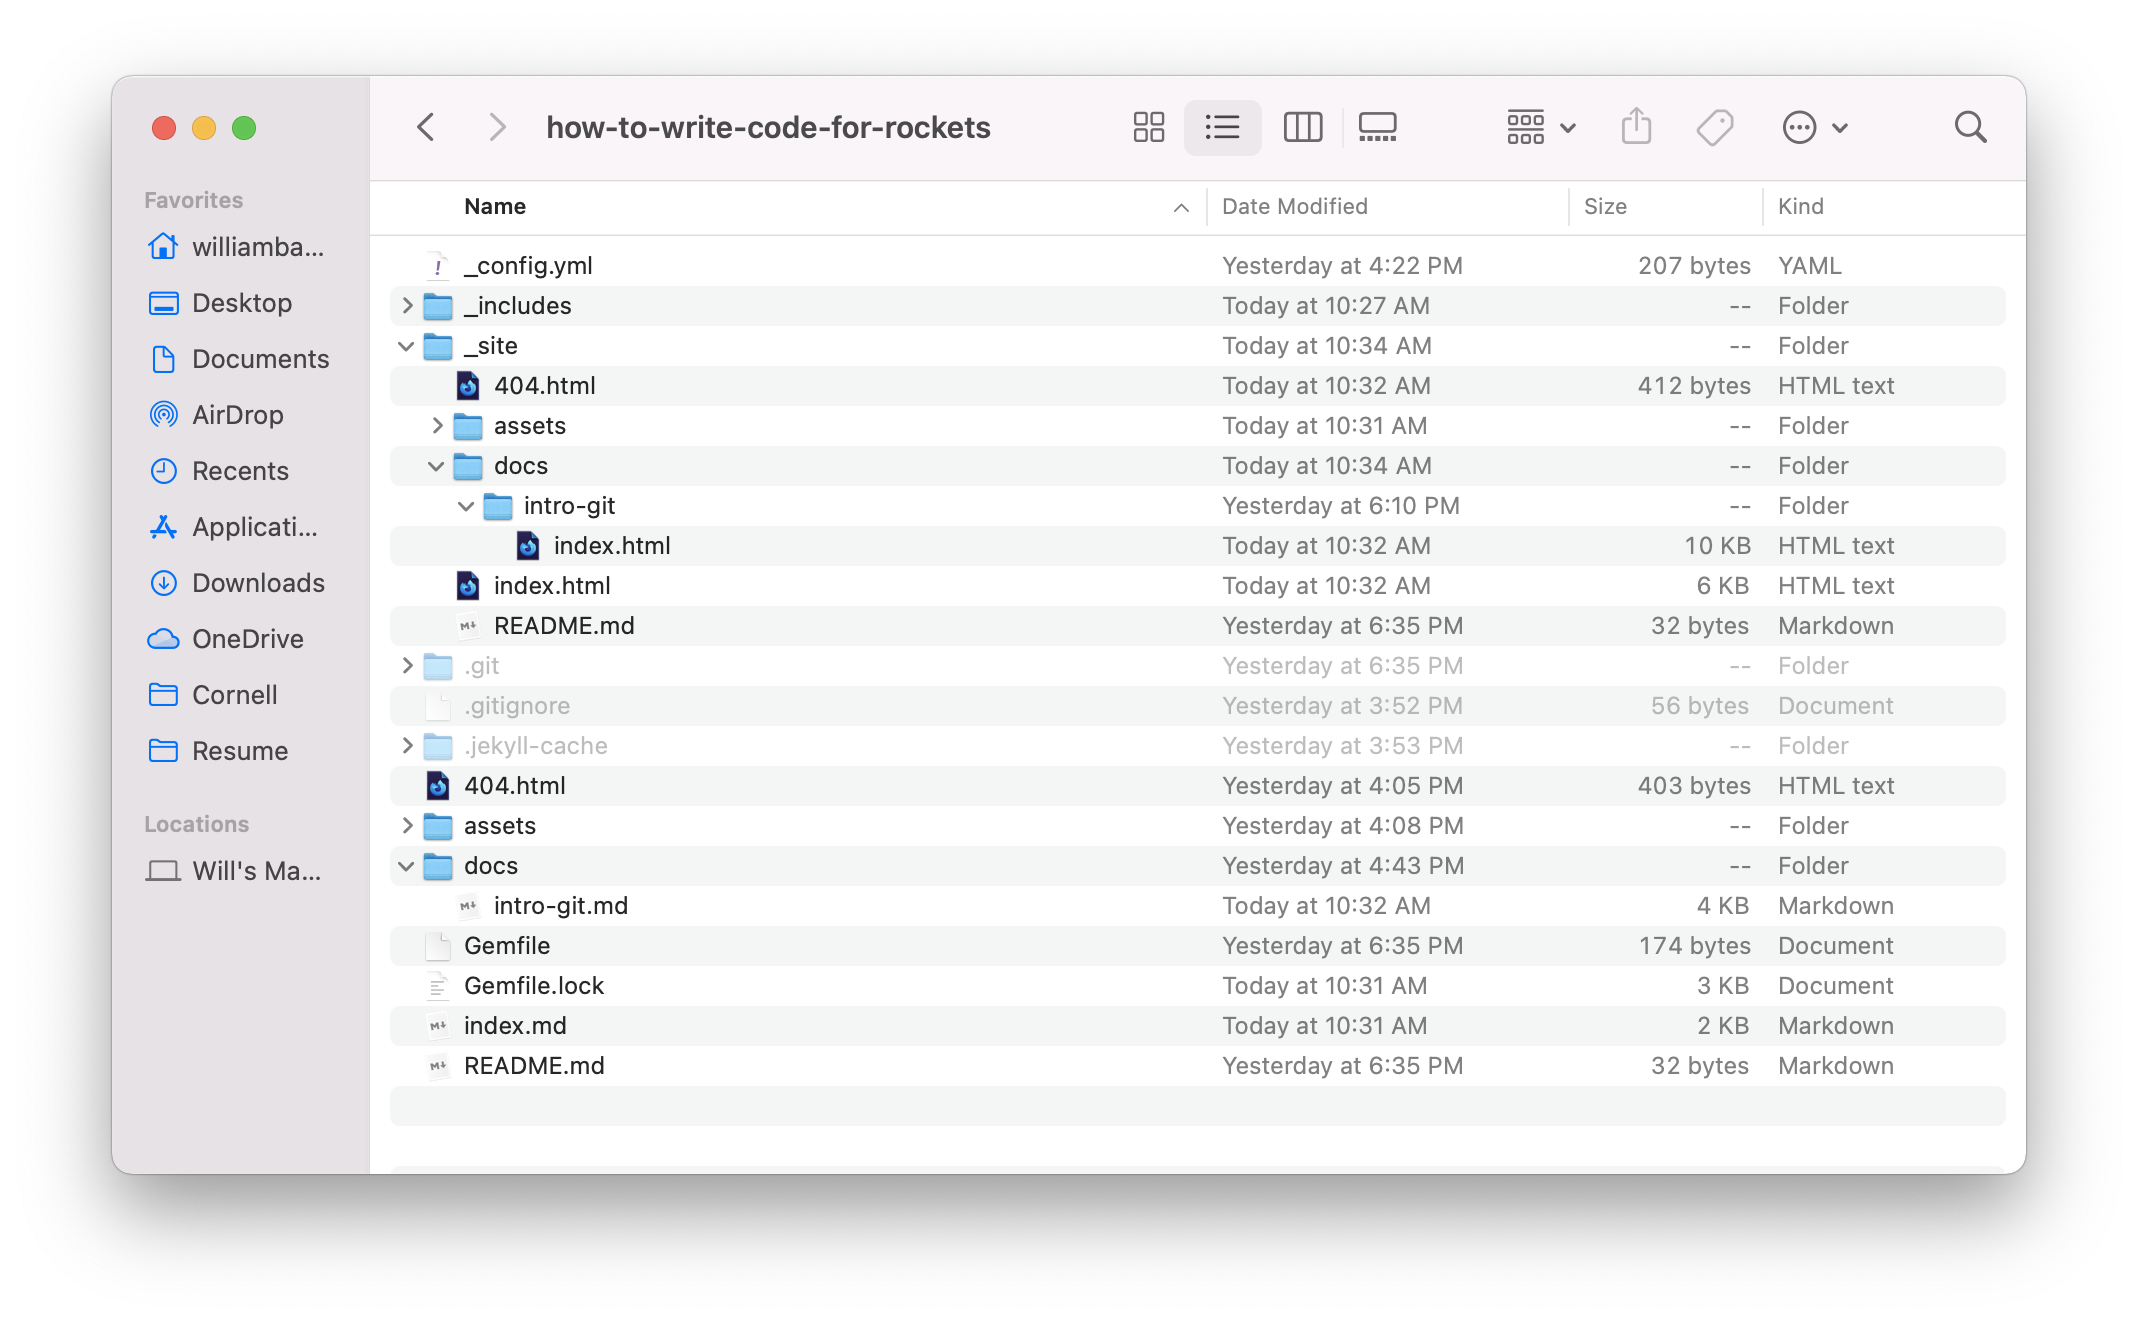 how-to-write-code-for-rockets
Favorites
williamba...
Desktop
Documents
AirDrop
Recents
Applicati...
Downloads
OneDrive
Cornell
Resume
Locations
Will's Ma...
Name Date Modified Size Kind
_config.yml Yesterday at 4:22 PM 207 bytes YAML
_includes Today at 10:27 AM -- Folder
_site Today at 10:34 AM -- Folder
404.html Today at 10:32 AM 412 bytes HTML text
assets Today at 10:31 AM -- Folder
docs Today at 10:34 AM -- Folder
intro-git Yesterday at 6:10 PM -- Folder
index.html Today at 10:32 AM 10 KB HTML text
index.html Today at 10:32 AM 6 KB HTML text
README.md Yesterday at 6:35 PM 32 bytes Markdown
.git Yesterday at 6:35 PM -- Folder
.gitignore Yesterday at 3:52 PM 56 bytes Document
.jekyll-cache Yesterday at 3:53 PM -- Folder
404.html Yesterday at 4:05 PM 403 bytes HTML text
assets Yesterday at 4:08 PM -- Folder
docs Yesterday at 4:43 PM -- Folder
intro-git.md Today at 10:32 AM 4 KB Markdown
Gemfile Yesterday at 6:35 PM 174 bytes Document
Gemfile.lock Today at 10:31 AM 3 KB Document
index.md Today at 10:31 AM 2 KB Markdown
README.md Yesterday at 6:35 PM 32 bytes Markdown